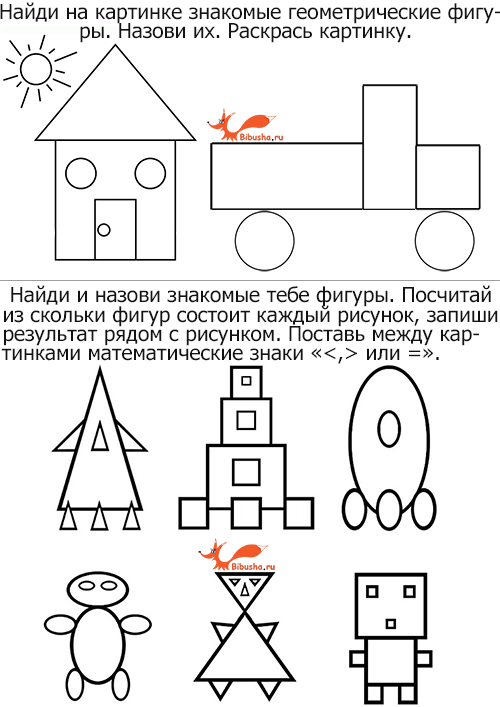 Найди на картинке знакомые геометрические фигу-
ры. Назови их. Раскрась картинку.
Bibusha.ru
Найди и назови знакомые тебе фигуры. Посчитай
из скольки фигур состоит каждый рисунок, запиши
результат рядом с рисунком. Поставь между кар-
тинками математические знаки «<,> или =».
Bibusha.ru